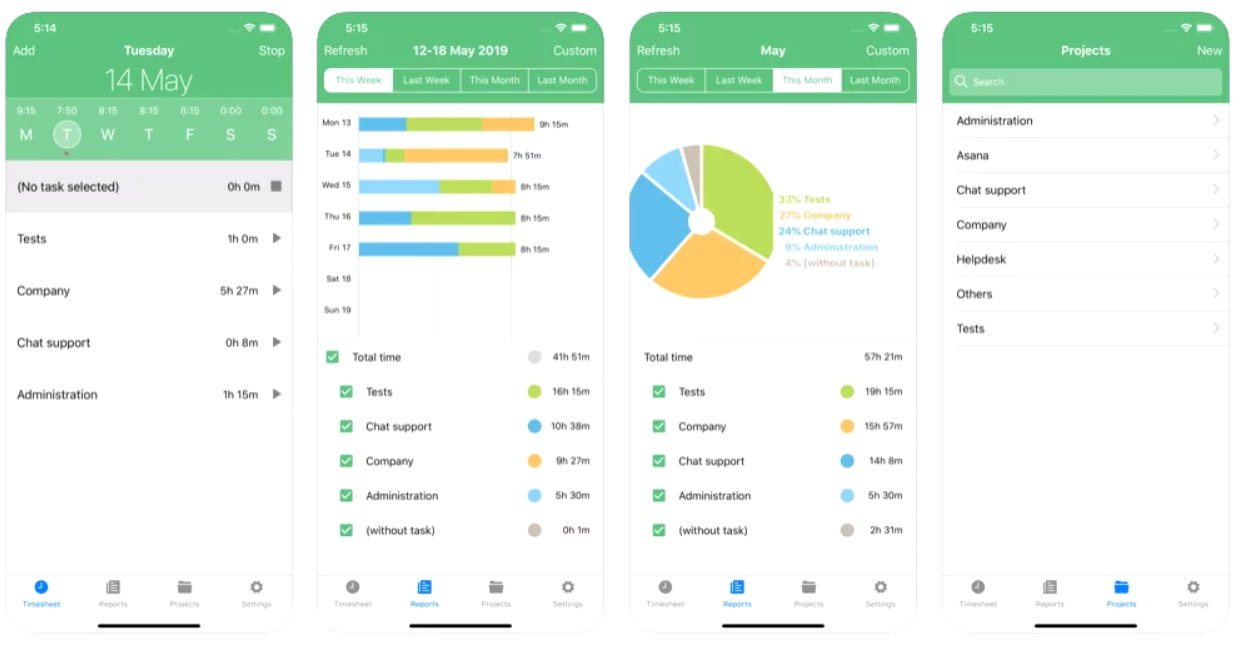 5:14
Add Tuesday Stop
14 May
9:15 7:50 8:15 8:15 8:15 0:00 0:00
M T W T F S S
(No task selected) 0h 0m
Tests 1h 0m
Company 5h 27m
Chat support 0h 8m
Administration 1h 15m
Timesheet Reports Projects Settings
5:15
Refresh 12-18 May 2019 Custom
This Week Last Week This Month Last Month
Mon 13 9h 15m
Tue 14 7h 51m
Wed 15 8h 15m
Thu 16 8h 15m
Fri 17 8h 15m
Sat 18
Sun 19
Total time 41h 51m
Tests 16h 15m
Chat support 10h 38m
Company 9h 27m
Administration 5h 30m
(without task) 0h 1m
Timesheet Reports Projects Settings
5:15
Refresh May Custom
This Week Last Week This Month Last Month
33% Tests
27% Company
24% Chat support
9% Administration
4% (without task)
Total time 57h 21m
Tests 19h 15m
Company 15h 57m
Chat support 14h 8m
Administration 5h 30m
(without task) 2h 31m
Timesheet Reports Projects Settings
5:15
Projects New
Search
Administration
Asana
Chat support
Company
Helpdesk
Others
Tests
Timesheet Reports Projects Settings